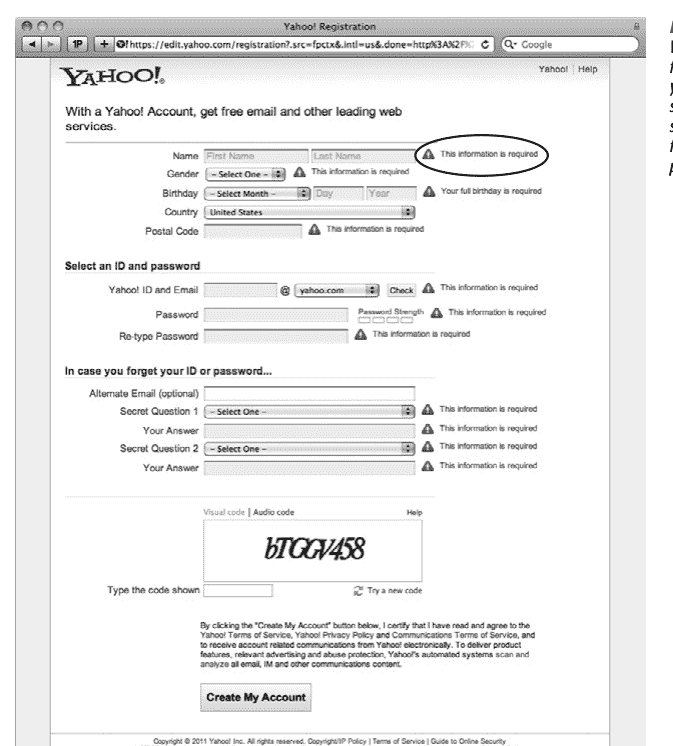 Yahoo! Registration
1P + https://edit.yahoo.com/registration?.src=fpctx&.intl=us&.done=http%3A%2F% Q Google
YAHOO!® Yahoo! | Help
With a Yahoo! Account, get free email and other leading web
services.
Name First Name Last Name This information is required
Gender - Select One - This information is required
Birthday - Select Month - Day Year Your full birthday is required
Country United States
Postal Code This information is required
Select an ID and password
Yahoo! ID and Email @ yahoo.com Check This information is required
Password Password Strength This information is required
Re-type Password This information is required
In case you forget your ID or password...
Alternate Email (optional)
Secret Question 1 - Select One - This information is required
Your Answer This information is required
Secret Question 2 - Select One - This information is required
Your Answer This information is required
Visual code | Audio code Help
bTGGV458
Type the code shown Try a new code
By clicking the "Create My Account" button below, I certify that I have read and agree to the
Yahoo! Terms of Service, Yahoo! Privacy Policy and Communications Terms of Service, and
to receive account related communications from Yahoo! electronically. To deliver product
features, relevant advertising and abuse protection, Yahoo!'s automated systems scan and
analyze all email, IM and other communications content.
Create My Account
Copyright © 2011 Yahoo! Inc. All rights reserved. Copyright/IP Policy | Terms of Service | Guide to Online Security